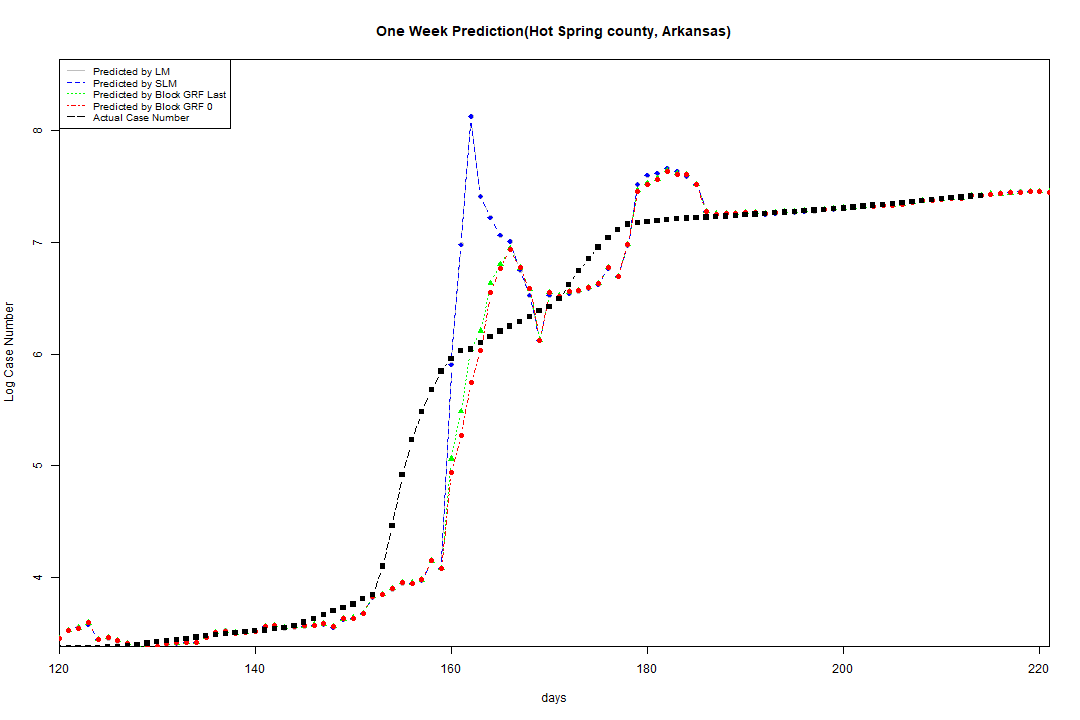 One Week Prediction(Hot Spring county, Arkansas)
Predicted by LM
Predicted by SLM
Predicted by Block GRF Last
Predicted by Block GRF 0
Actual Case Number
8
7
6
5
4
Log Case Number
120 140 160 180 200 220
days